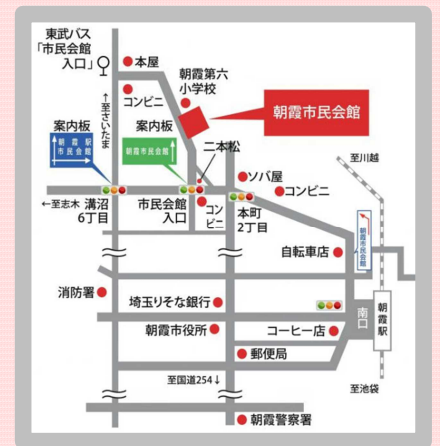 東武バス
「市民会館
入口」
本屋
朝霞第六
小学校
コンビニ
朝霞市民会館
←至さいたま
案内板
案内板
朝霞駅
市民会館
朝霞市民会館
二本松
至川越
ソバ屋
コンビニ
←至志木
溝沼
6丁目
市民会館
入口
コン
ビニ
本町
2丁目
朝霞市民会館
自転車店
消防署
埼玉りそな銀行
朝霞市役所
コーヒー店
南口
朝霞駅
郵便局
至国道254↓
至池袋
朝霞警察署